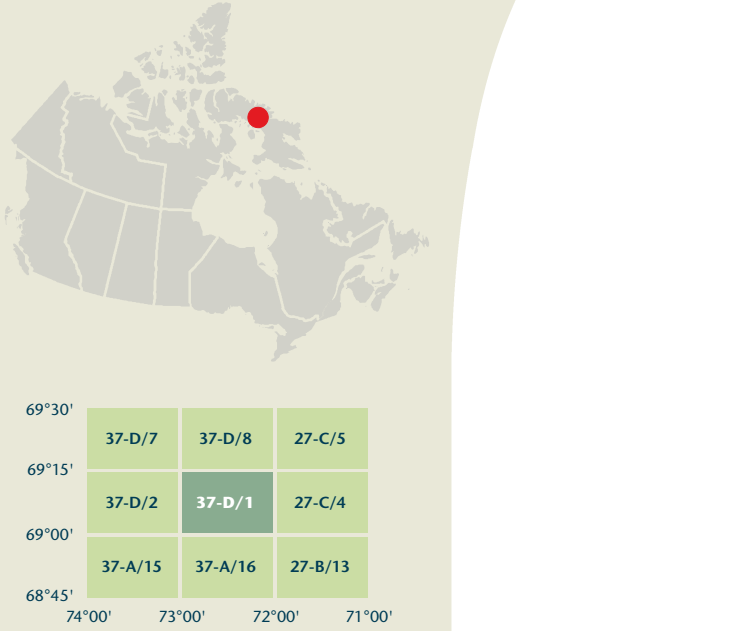 69°30'
37-D/7 37-D/8 27-C/5
69°15'
37-D/2 37-D/1 27-C/4
69°00'
37-A/15 37-A/16 27-B/13
68°45'
74°00' 73°00' 72°00' 71°00'